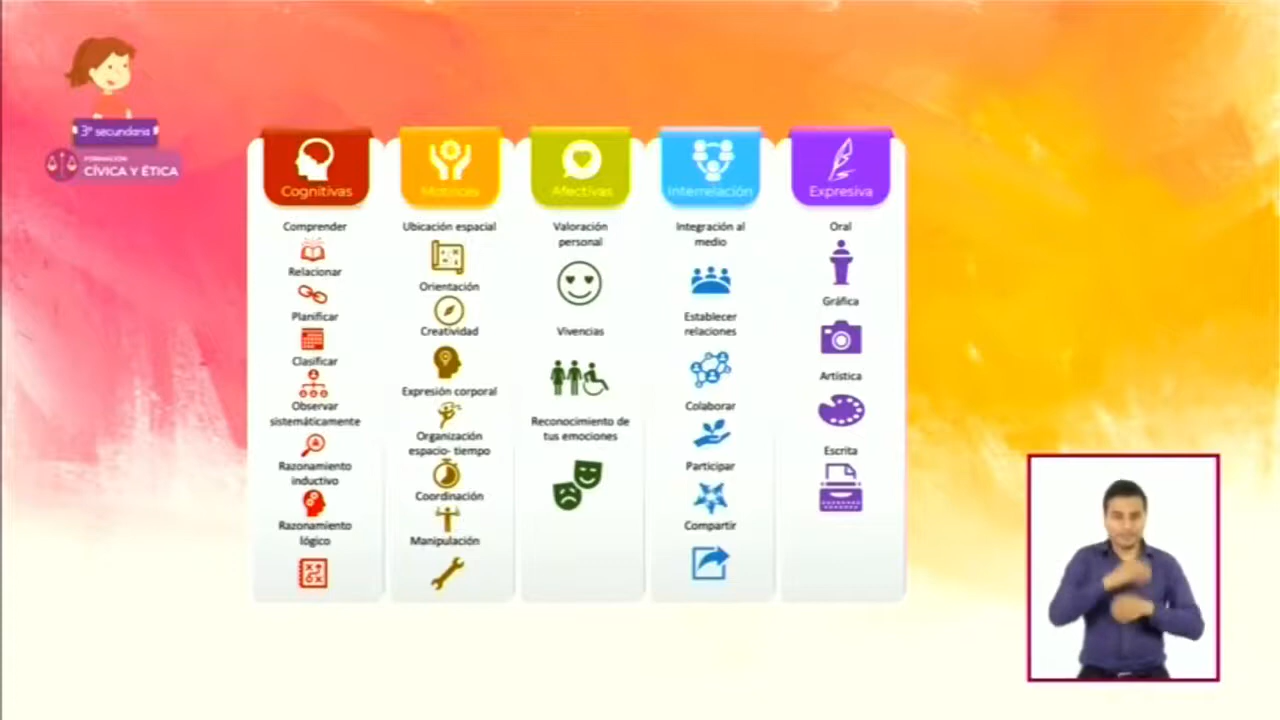 3° secundaria
FORMACIÓN
CÍVICA Y ÉTICA
Cognitivas
Comprender
Relacionar
Planificar
Clasificar
Observar
sistemáticamente
Razonamiento
inductivo
Razonamiento
lógico
Motrices
Ubicación espacial
Orientación
Creatividad
Expresión corporal
Organización
espacio- tiempo
Coordinación
Manipulación
Afectivas
Valoración
personal
Vivencias
Reconocimiento de
tus emociones
Interrelación
Integración al
medio
Establecer
relaciones
Colaborar
Participar
Compartir
Expresiva
Oral
Gráfica
Artística
Escrita